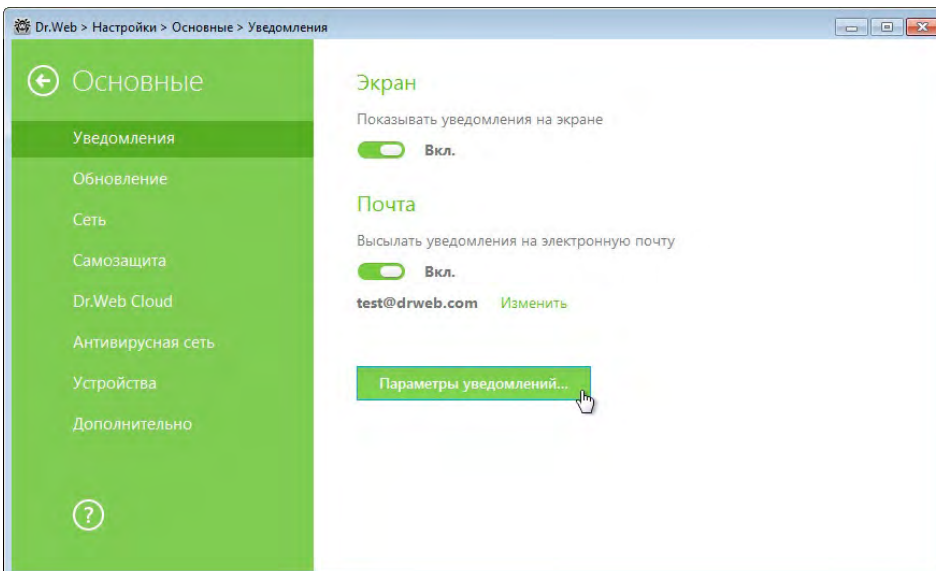 Dr.Web > Настройки > Основные > Уведомления
Основные
Уведомления
Обновление
Сеть
Самозащита
Dr.Web Cloud
Антивирусная сеть
Устройства
Дополнительно
?
Экран
Показывать уведомления на экране
Вкл.
Почта
Высылать уведомления на электронную почту
Вкл.
test@drweb.com Изменить
Параметры уведомлений...